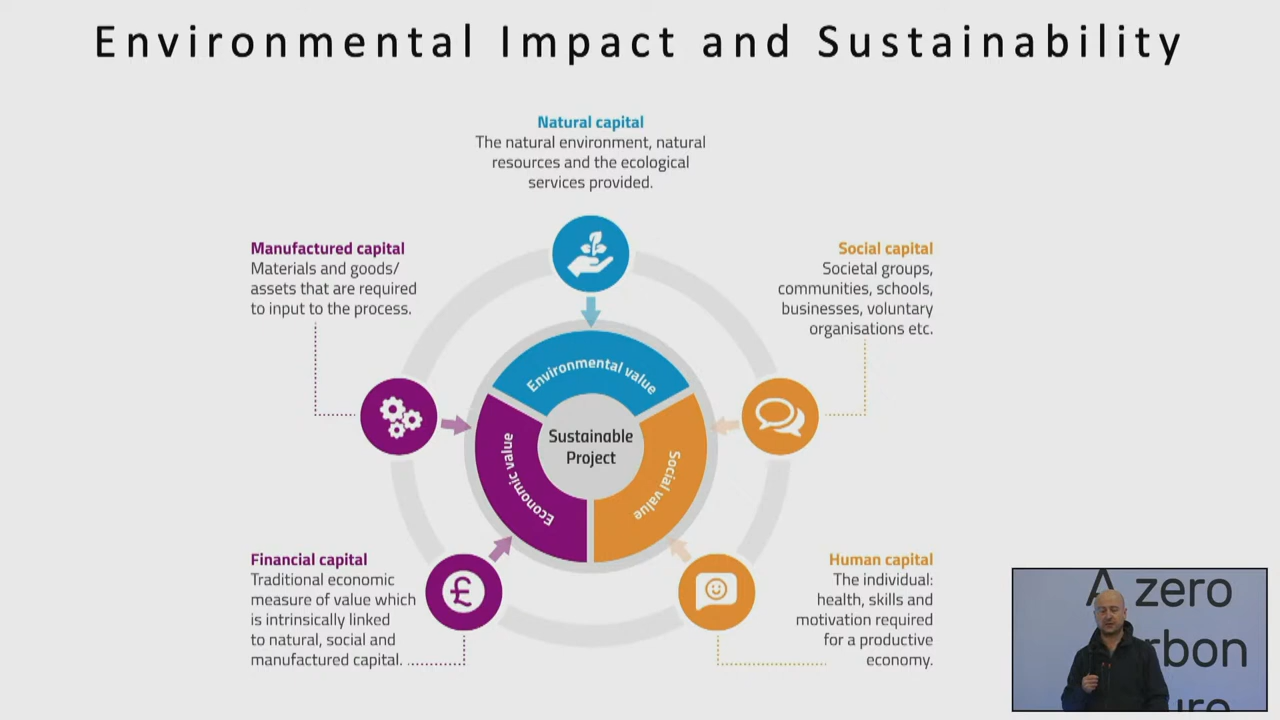 Environmental Impact and Sustainability
Natural capital
The natural environment, natural
resources and the ecological
services provided.
Manufactured capital
Materials and goods/
assets that are required
to input to the process.
Social capital
Societal groups,
communities, schools,
businesses, voluntary
organisations etc.
Environmental value
Economic value
Social value
Sustainable
Project
Financial capital
Traditional economic
measure of value which
is intrinsically linked
to natural, social and
manufactured capital.
£
Human capital
The individual:
health, skills and
motivation required
for a productive
economy.
A zero